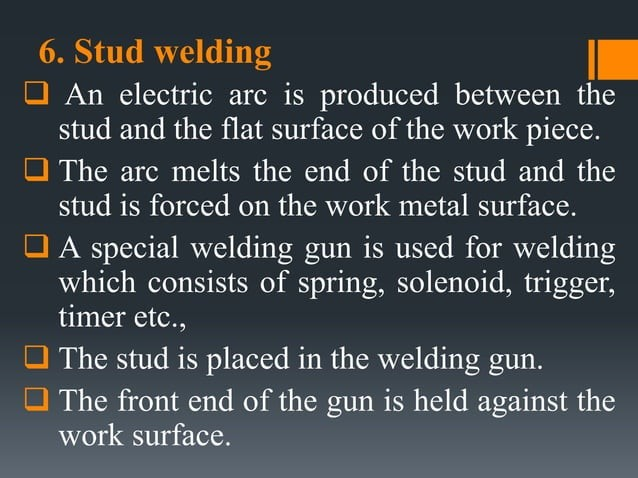 6. Stud welding
❑ An electric arc is produced between the
stud and the flat surface of the work piece.
❑ The arc melts the end of the stud and the
stud is forced on the work metal surface.
❑ A special welding gun is used for welding
which consists of spring, solenoid, trigger,
timer etc.,
❑ The stud is placed in the welding gun.
❑ The front end of the gun is held against the
work surface.